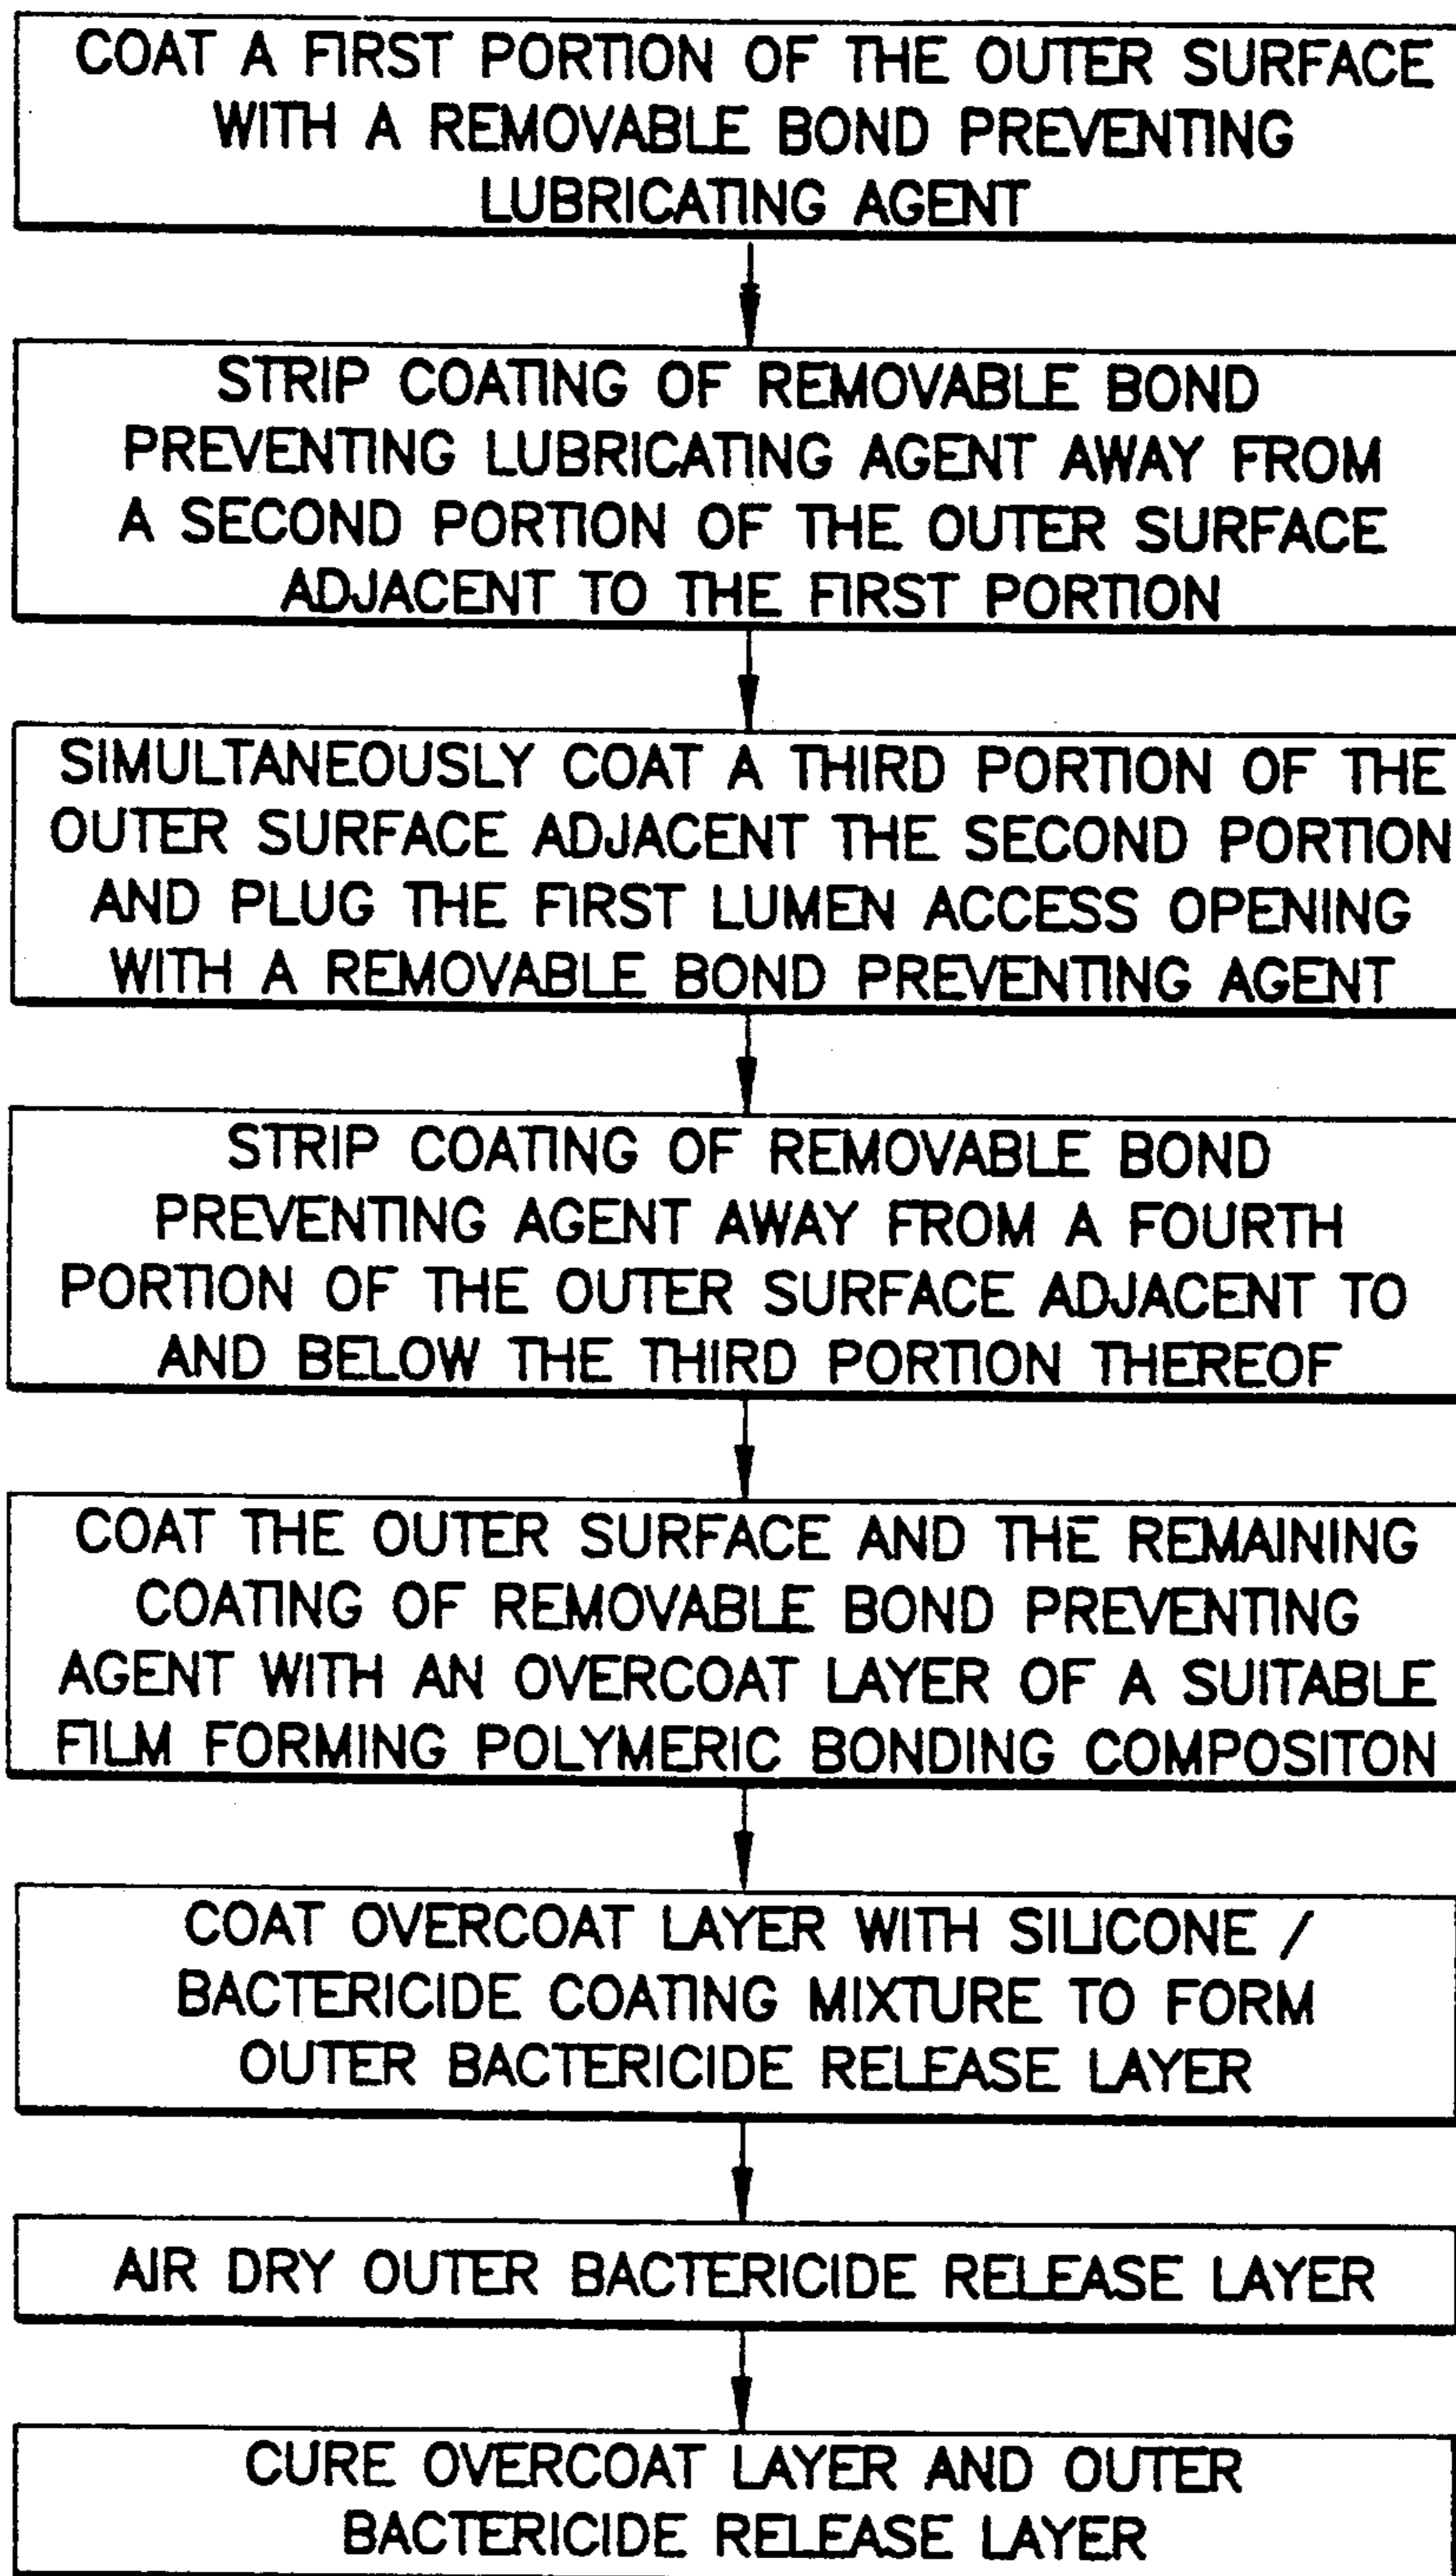 COAT A FIRST PORTION OF THE OUTER SURFACE
WITH A REMOVABLE BOND PREVENTING
LUBRICATING AGENT
STRIP COATING OF REMOVABLE BOND
PREVENTING LUBRICATING AGENT AWAY FROM
A SECOND PORTION OF THE OUTER SURFACE
ADJACENT TO THE FIRST PORTION
SIMULTANEOUSLY COAT A THIRD PORTION OF THE
OUTER SURFACE ADJACENT THE SECOND PORTION
AND PLUG THE FIRST LUMEN ACCESS OPENING
WITH A REMOVABLE BOND PREVENTING AGENT
STRIP COATING OF REMOVABLE BOND
PREVENTING AGENT AWAY FROM A FOURTH
PORTION OF THE OUTER SURFACE ADJACENT TO
AND BELOW THE THIRD PORTION THEREOF
COAT THE OUTER SURFACE AND THE REMAINING
COATING OF REMOVABLE BOND PREVENTING
AGENT WITH AN OVERCOAT LAYER OF A SUITABLE
FILM FORMING POLYMERIC BONDING COMPOSITON
COAT OVERCOAT LAYER WITH SILICONE /
BACTERICIDE COATING MIXTURE TO FORM
OUTER BACTERICIDE RELEASE LAYER
AIR DRY OUTER BACTERICIDE RELEASE LAYER
CURE OVERCOAT LAYER AND OUTER
BACTERICIDE RELEASE LAYER